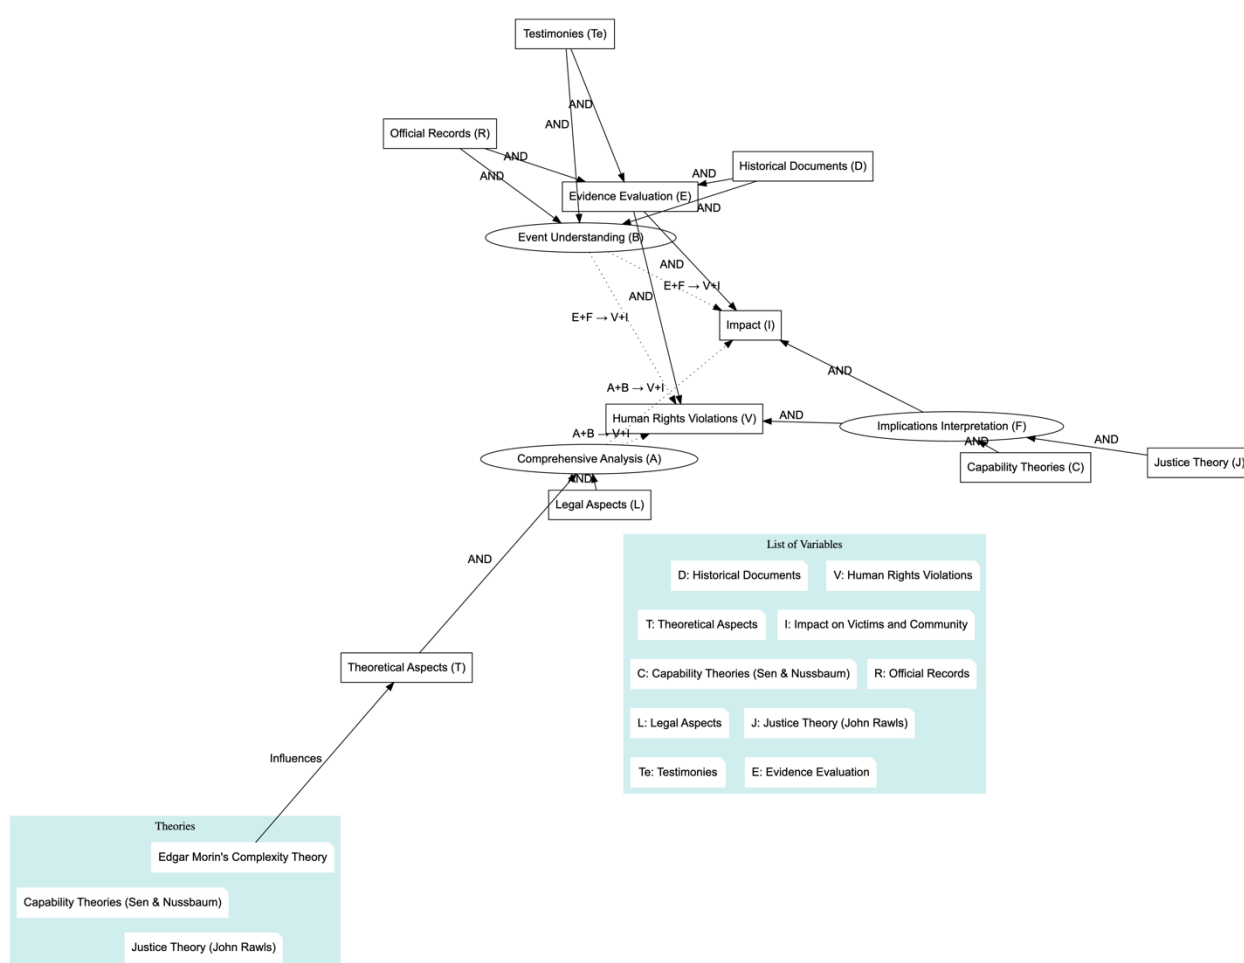 Testimonies (Te)
AND
AND
Official Records (R)
AND
AND
Historical Documents (D)
AND
AND
Evidence Evaluation (E)
Event Understanding (B)
AND
E+F → V+I
AND
E+F → V+I
Impact (I)
AND
A+B → V+I
Human Rights Violations (V)
AND
Implications Interpretation (F)
A+B → V+I
AND
AND
Comprehensive Analysis (A)
Capability Theories (C)
Justice Theory (J)
AND
Legal Aspects (L)
AND
Theoretical Aspects (T)
Influences
List of Variables
D: Historical Documents
V: Human Rights Violations
T: Theoretical Aspects
I: Impact on Victims and Community
C: Capability Theories (Sen & Nussbaum)
R: Official Records
L: Legal Aspects
J: Justice Theory (John Rawls)
Te: Testimonies
E: Evidence Evaluation
Theories
Edgar Morin's Complexity Theory
Capability Theories (Sen & Nussbaum)
Justice Theory (John Rawls)